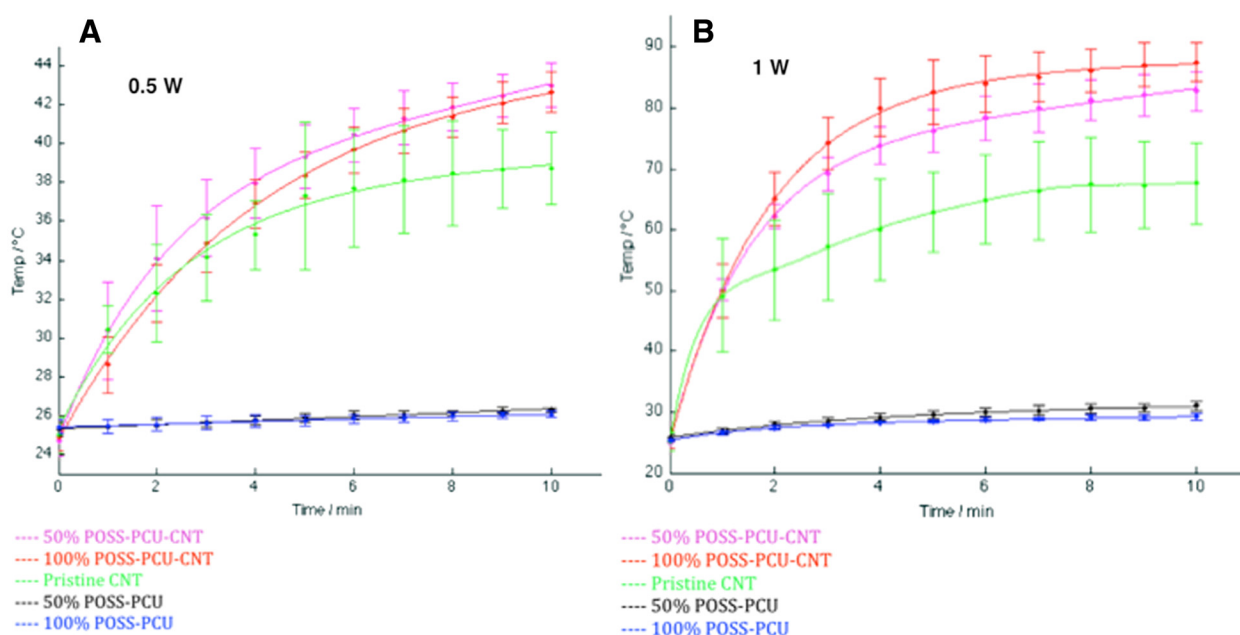 A
0.5 W
44
42
40
38
36
34
32
30
28
26
24
Temp /°C
0 2 4 6 8 10
Time / min
---- 50% POSS-PCU-CNT
---- 100% POSS-PCU-CNT
---- Pristine CNT
---- 50% POSS-PCU
---- 100% POSS-PCU
B
1 W
90
80
70
60
50
40
30
20
Temp /°C
0 2 4 6 8 10
Time / min
---- 50% POSS-PCU-CNT
---- 100% POSS-PCU-CNT
---- Pristine CNT
---- 50% POSS-PCU
---- 100% POSS-PCU